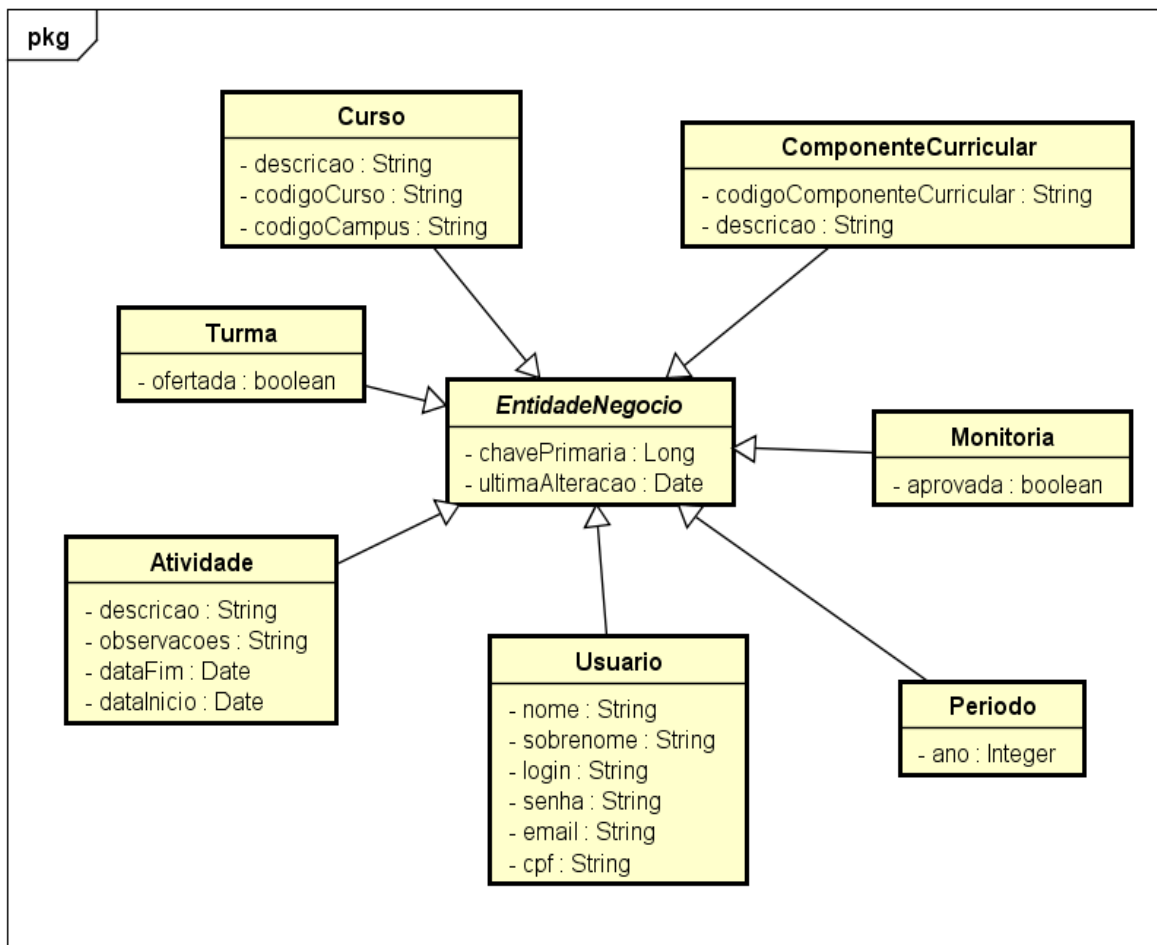 pkg
Curso
- descricao : String
- codigoCurso : String
- codigoCampus : String
ComponenteCurricular
- codigoComponenteCurricular : String
- descricao : String
Turma
- ofertada : boolean
EntidadeNegocio
- chavePrimaria : Long
- ultimaAlteracao : Date
Monitoria
- aprovada : boolean
Atividade
- descricao : String
- observacoes : String
- dataFim : Date
- dataInicio : Date
Usuario
- nome : String
- sobrenome : String
- login : String
- senha : String
- email : String
- cpf : String
Periodo
- ano : Integer